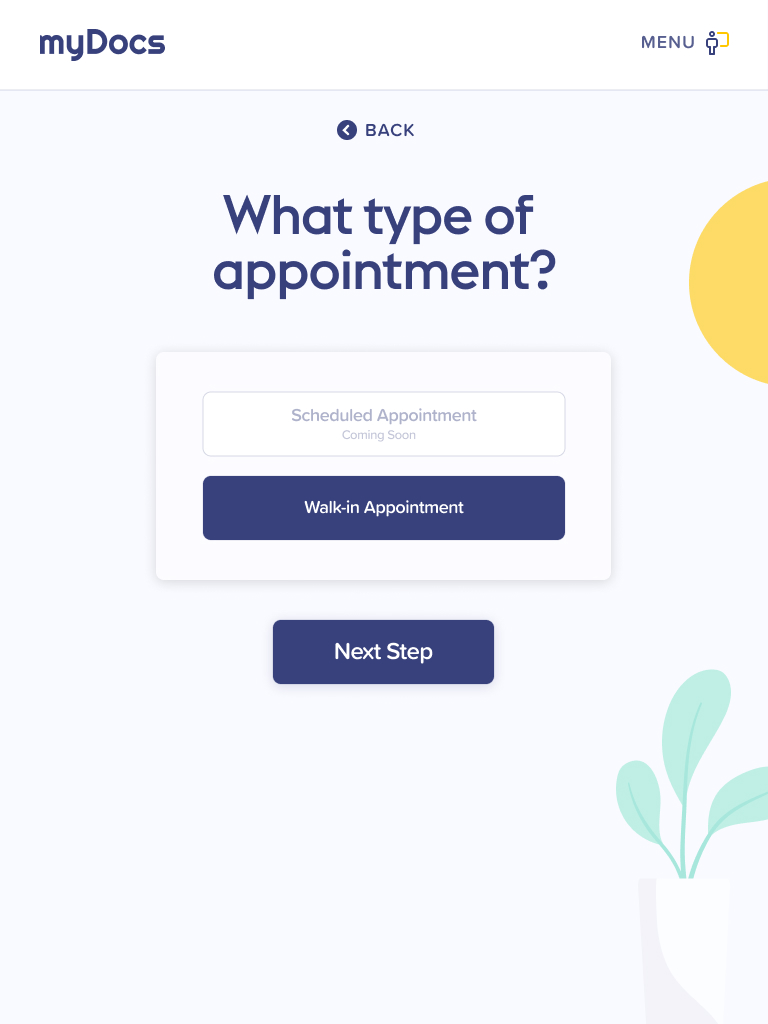 myDocs
MENU
BACK
What type of
appointment?
Scheduled Appointment
Coming Soon
Walk-in Appointment
Next Step